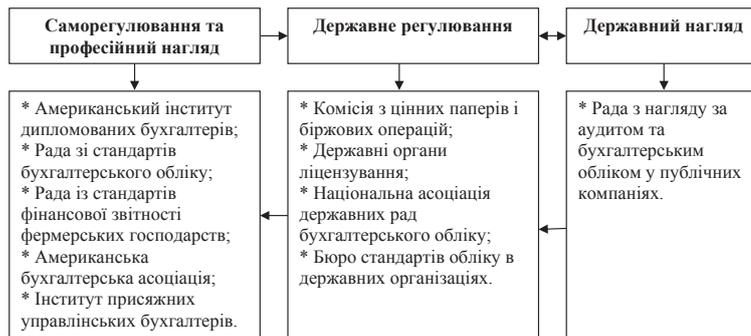 Саморегулювання та
професійний нагляд
Державне регулювання
Державний нагляд
* Американський інститут
дипломованих бухгалтерів;
* Рада зі стандартів
бухгалтерського обліку;
* Рада із стандартів
фінансової звітності
фермерських господарств;
* Американська
бухгалтерська асоціація;
* Інститут присяжних
управлінських бухгалтерів.
* Комісія з цінних паперів і
біржових операцій;
* Державні органи
ліцензування;
* Національна асоціація
державних рад
бухгалтерського обліку;
* Бюро стандартів обліку в
державних організаціях.
* Рада з нагляду за
аудитом та
бухгалтерським
обліком у публічних
компаніях.